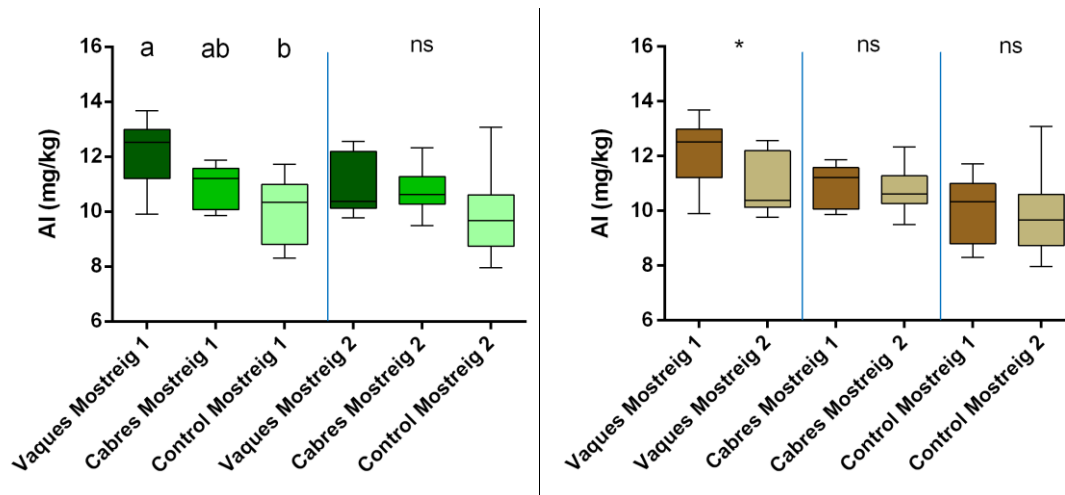 a ab b ns
16
14
12
10
8
6
Al (mg/kg)
Vaques Mostreig 1
Cabres Mostreig 1
Control Mostreig 1
Vaques Mostreig 2
Cabres Mostreig 2
Control Mostreig 2
* ns ns
16
14
12
10
8
6
Al (mg/kg)
Vaques Mostreig 1
Vaques Mostreig 2
Cabres Mostreig 1
Cabres Mostreig 2
Control Mostreig 1
Control Mostreig 2